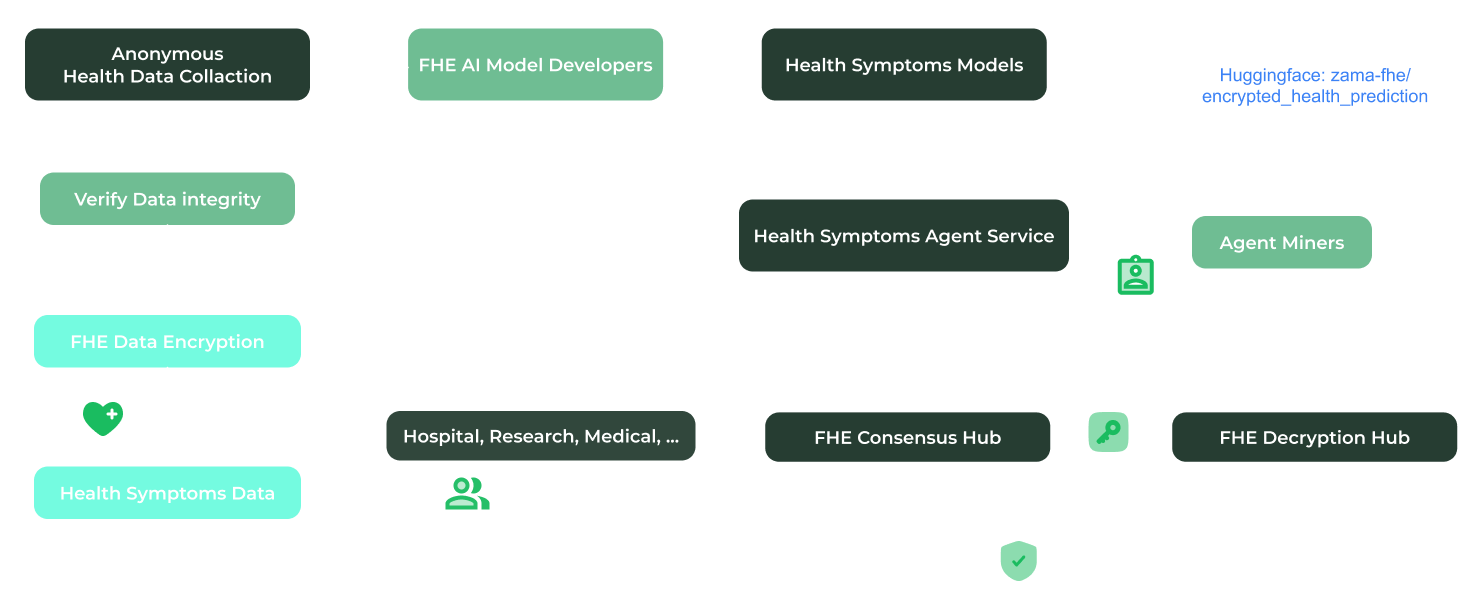 Anonymous
Health Data Collaction
FHE AI Model Developers
Health Symptoms Models
Huggingface: zama-fhe/
encrypted_health_prediction
Verify Data integrity
Health Symptoms Agent Service
Agent Miners
FHE Data Encryption
Hospital, Research, Medical, ...
FHE Consensus Hub
FHE Decryption Hub
Health Symptoms Data